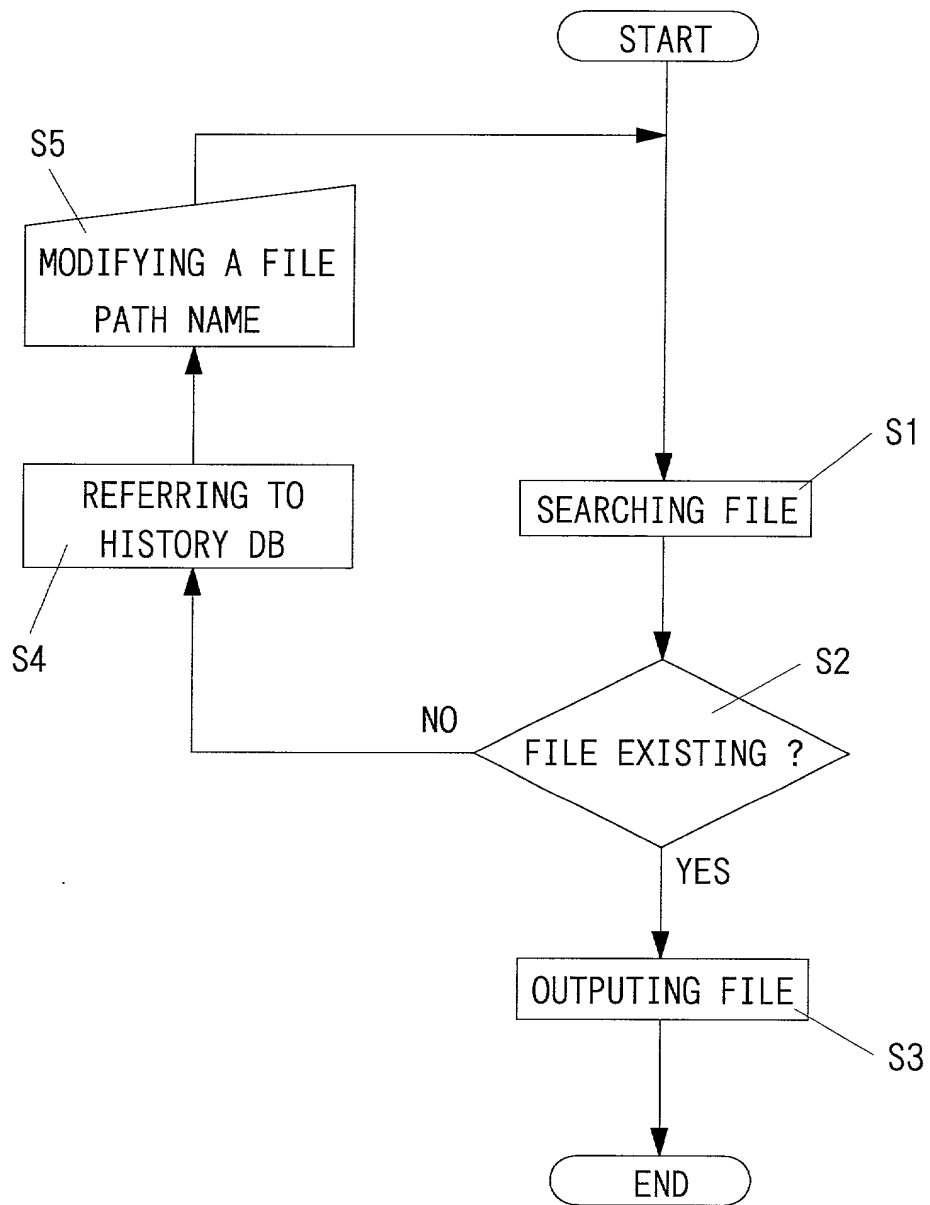 START
S5
MODIFYING A FILE
PATH NAME
S1
SEARCHING FILE
REFERRING TO
HISTORY DB
S4
S2
NO
FILE EXISTING ?
YES
OUTPUTING FILE
S3
END